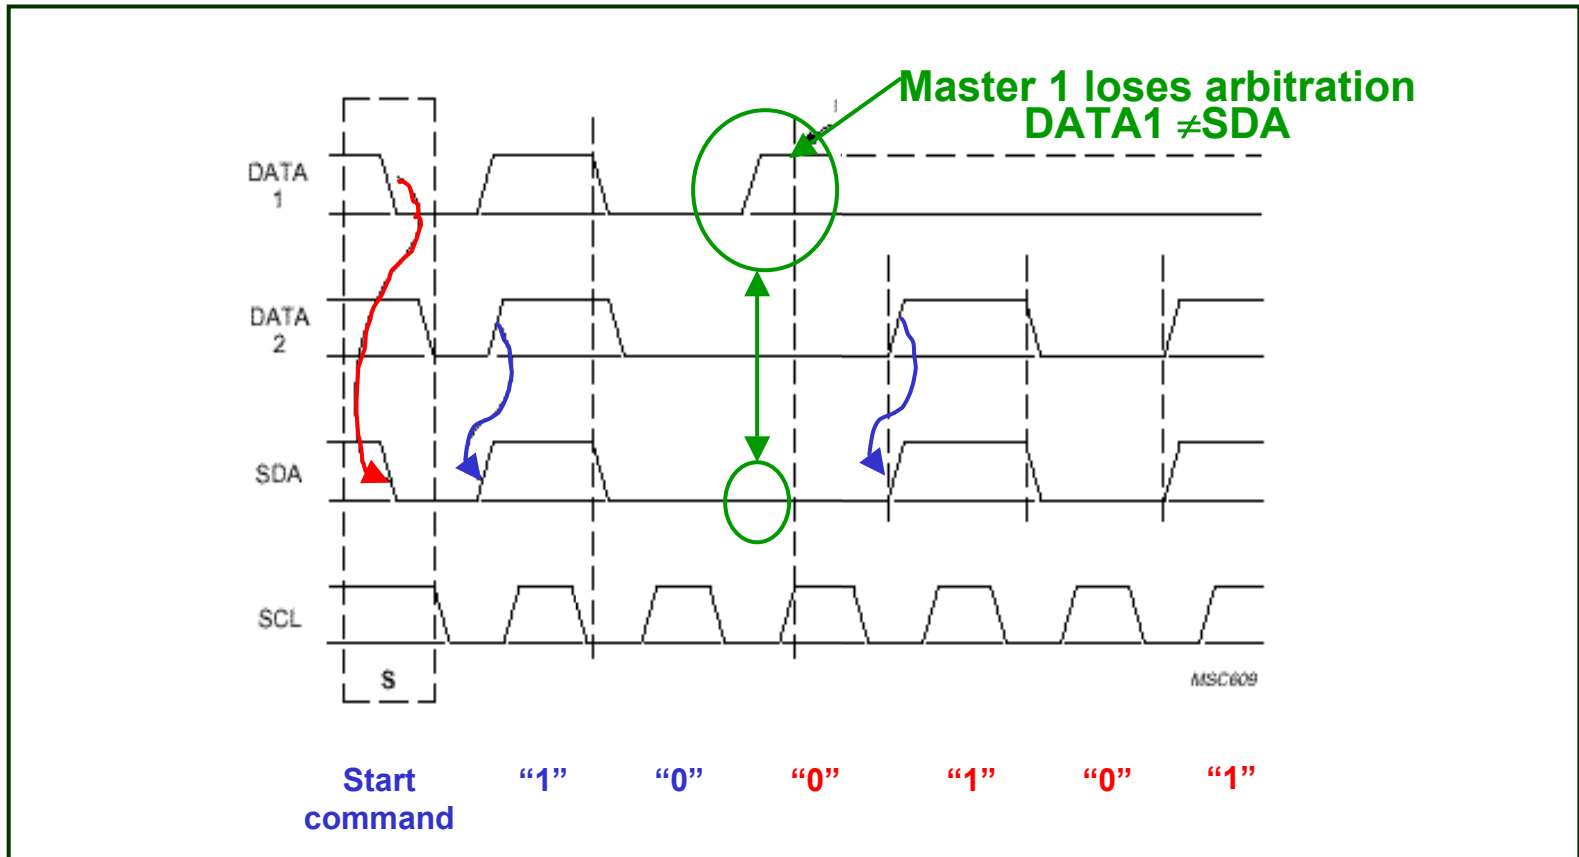 Master 1 loses arbitration
DATA1 ≠SDA
DATA
1
DATA
2
SDA
SCL
S
MSC609
Start
command
“1”
“0”
“0”
“1”
“0”
“1”